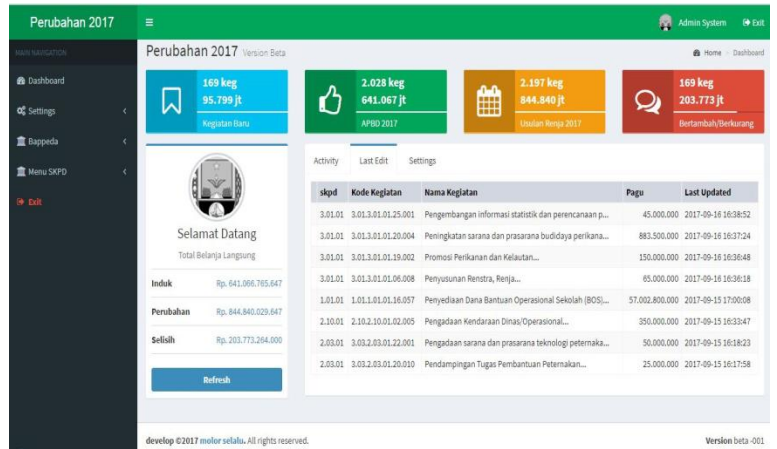 Perubahan 2017
Admin System Exit
MAIN NAVIGATION
Dashboard
Settings
Bappeda
Menu SKPD
Exit
Perubahan 2017 Version Beta
Home > Dashboard
169 keg
95.799 jt
Kegiatan Baru
2.028 keg
641.067 jt
APBD 2017
2.197 keg
844.840 jt
Usulan Renja 2017
169 keg
203.773 jt
Bertambah/Berkurang
Selamat Datang
Total Belanja Langsung
Induk Rp. 641.066.765.647
Perubahan Rp. 844.840.029.647
Selisih Rp. 203.773.264.000
Refresh
Activity Last Edit Settings
skpd Kode Kegiatan Nama Kegiatan Pagu Last Updated
3.01.01 3.01.3.01.01.25.001 Pengembangan informasi statistik dan perencanaan p... 45.000.000 2017-09-16 16:38:52
3.01.01 3.01.3.01.01.20.004 Peningkatan sarana dan prasarana budidaya perikana... 883.500.000 2017-09-16 16:37:24
3.01.01 3.01.3.01.01.19.002 Promosi Perikanan dan Kelautan... 150.000.000 2017-09-16 16:36:48
3.01.01 3.01.3.01.01.06.008 Penyusunan Renstra, Renja... 65.000.000 2017-09-16 16:36:18
1.01.01 1.01.1.01.01.16.057 Penyediaan Dana Bantuan Operasional Sekolah (BOS)... 57.002.800.000 2017-09-15 17:00:08
2.10.01 2.10.2.10.01.02.005 Pengadaan Kendaraan Dinas/Operasional... 350.000.000 2017-09-15 16:33:47
2.03.01 3.03.2.03.01.22.001 Pengadaan sarana dan prasarana teknologi peternaka... 50.000.000 2017-09-15 16:18:23
2.03.01 3.03.2.03.01.20.010 Pendampingan Tugas Pembantuan Peternakan... 25.000.000 2017-09-15 16:17:58
develop ©2017 molor selalu. All rights reserved.
Version beta -001